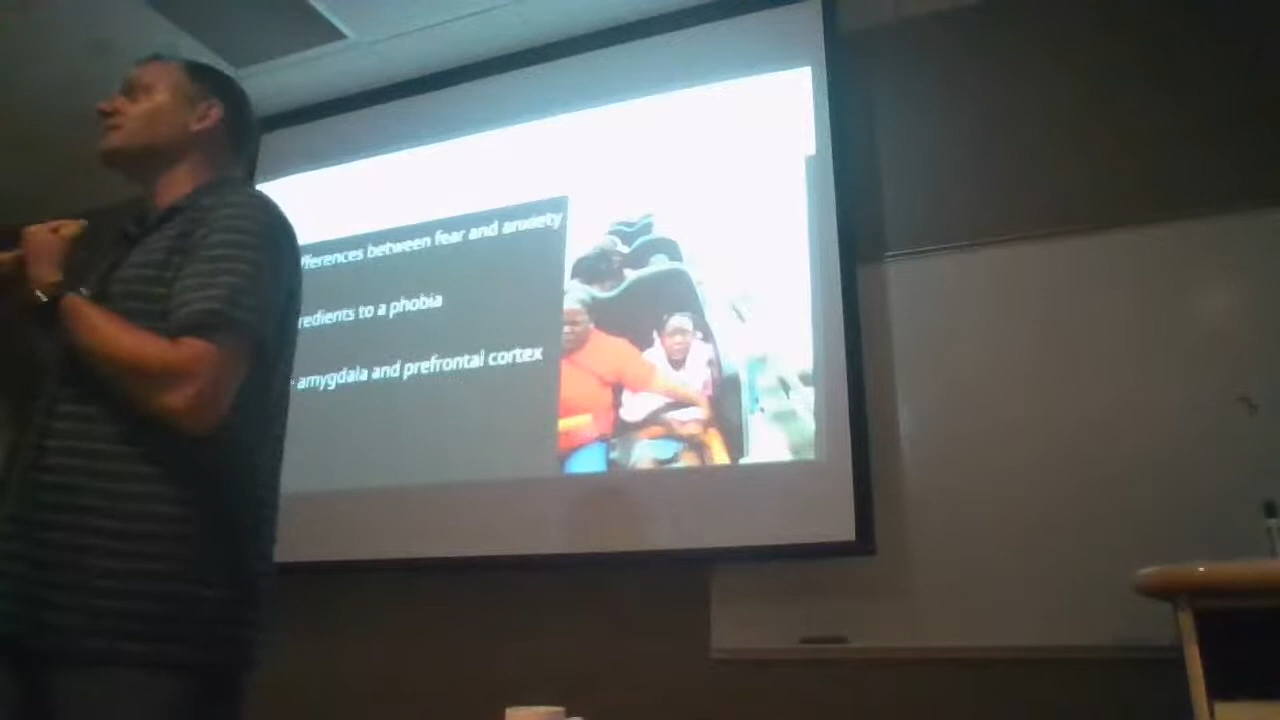 fferences between fear and anxiety
redients to a phobia
amygdala and prefrontal cortex